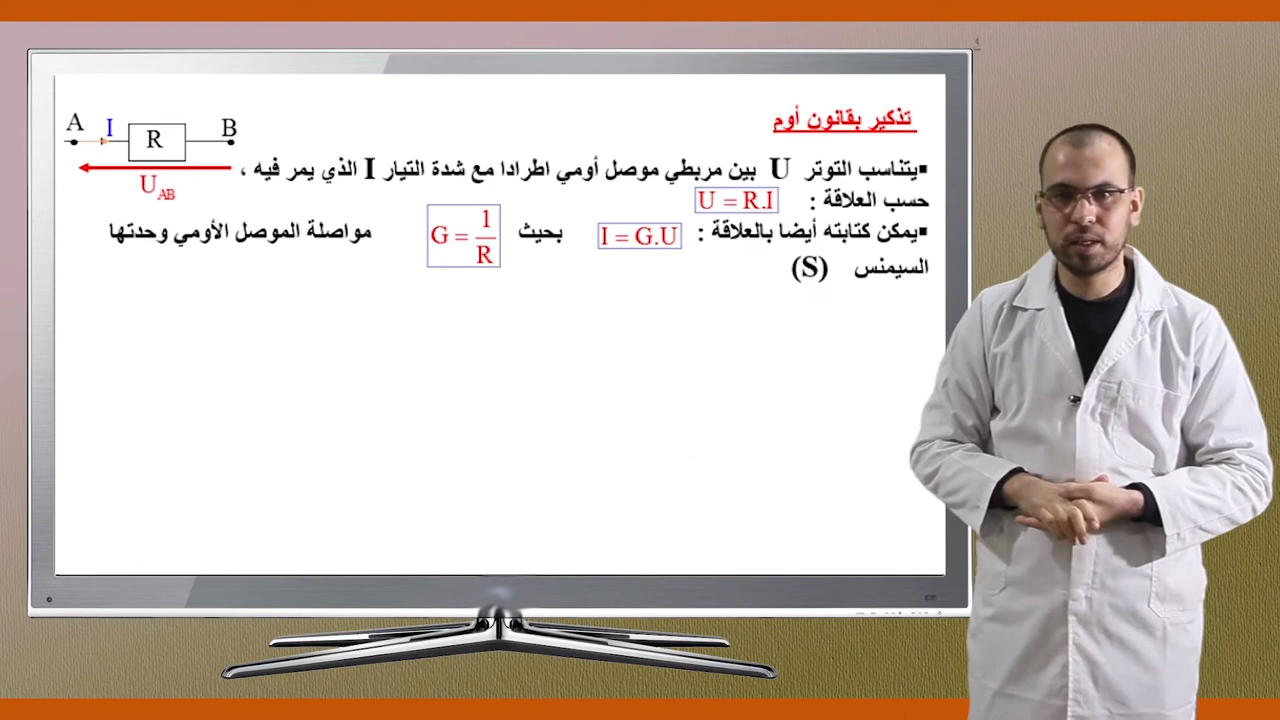 تذكير بقانون أوم
▪يتناسب التوتر U بين مربطي موصل أومي اطرادا مع شدة التيار I الذي يمر فيه ،
حسب العلاقة : U = R.I
▪يمكن كتابته أيضا بالعلاقة : I = G.U بحيث G = 1/R مواصلة الموصل الأومي وحدتها
السيمنس (S)
A I R B
U_AB